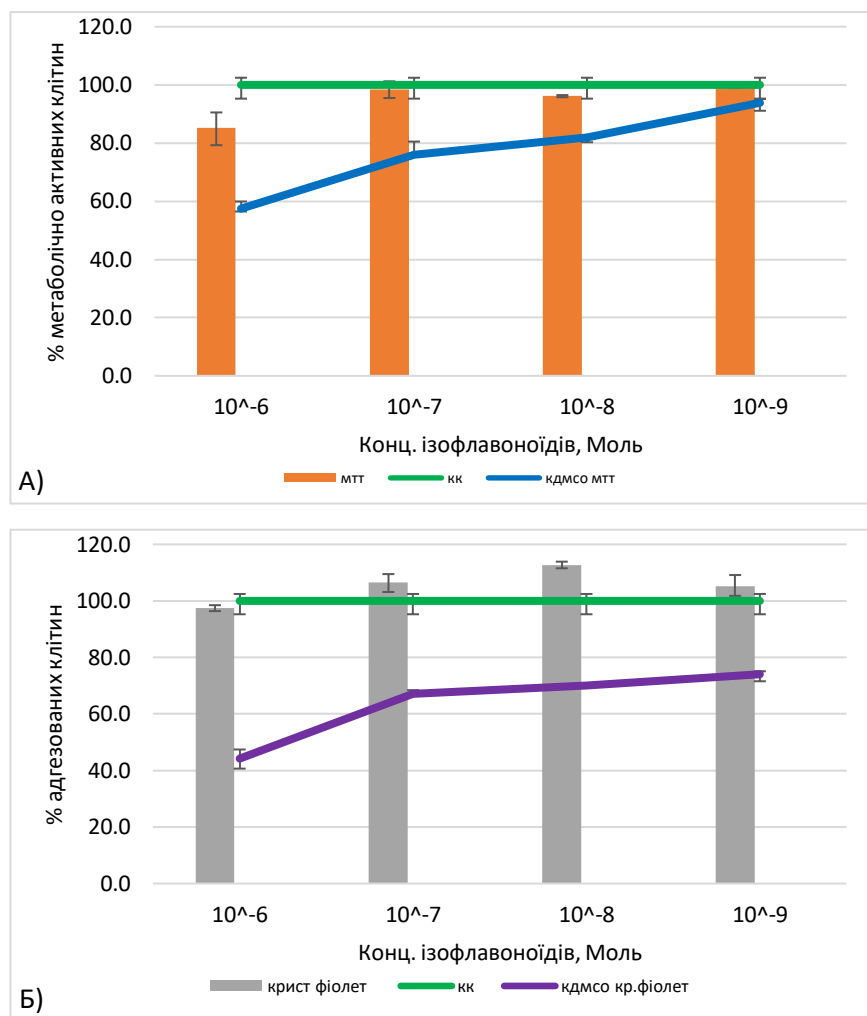 120.0
100.0
80.0
60.0
40.0
20.0
0.0
% метаболічно активних клітин
10^-6 10^-7 10^-8 10^-9
Конц. ізофлавоноїдів, Моль
А)
мтт кк кдмсо мтт
120.0
100.0
80.0
60.0
40.0
20.0
0.0
% адгезованих клітин
10^-6 10^-7 10^-8 10^-9
Конц. ізофлавоноїдів, Моль
Б)
крист фіолет кк кдмсо кр.фіолет